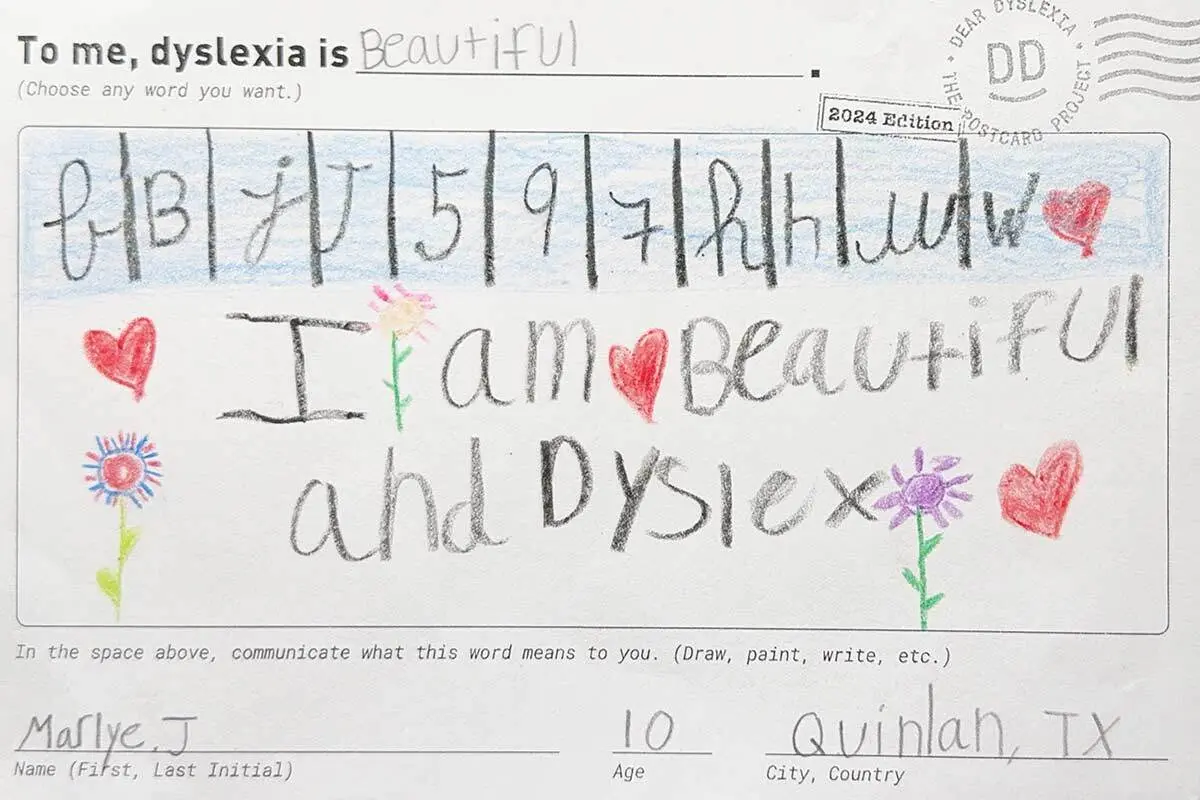 To me, dyslexia is Beautiful.
(Choose any word you want.)
DEAR DYSLEXIA • THE POSTCARD PROJECT •
DD
2024 Edition
b | B | j | J | 5 | 9 | 7 | h | h | w | w
I am Beautiful
and Dyslex
In the space above, communicate what this word means to you. (Draw, paint, write, etc.)
Marlye. J 10 Quinlan, TX
Name (First, Last Initial) Age City, Country